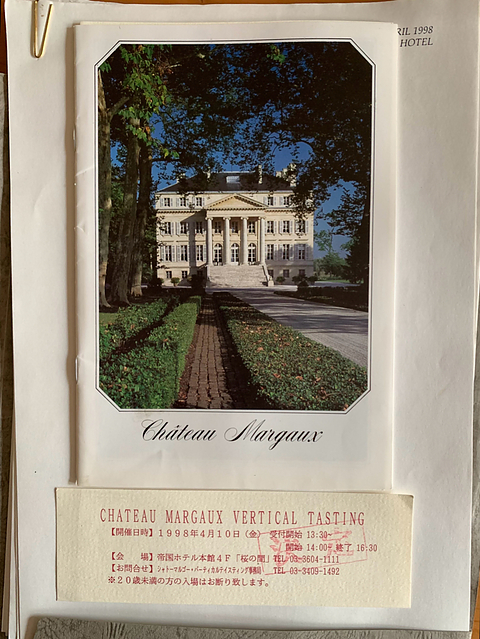 RIL 1998
HOTEL
Château Margaux
CHATEAU MARGAUX VERTICAL TASTING
【開催日時】1998年4月10日（金） 受付開始 13:30~
開始 14:00~ 終了 16:30
【会　場】帝国ホテル本館4F「桜の間」TEL 03-3604-1111
【お問合せ】シャトーマルゴー・バーティカルテイスティング事務局 TEL 03-3409-1492
※20歳未満の方の入場はお断り致します。